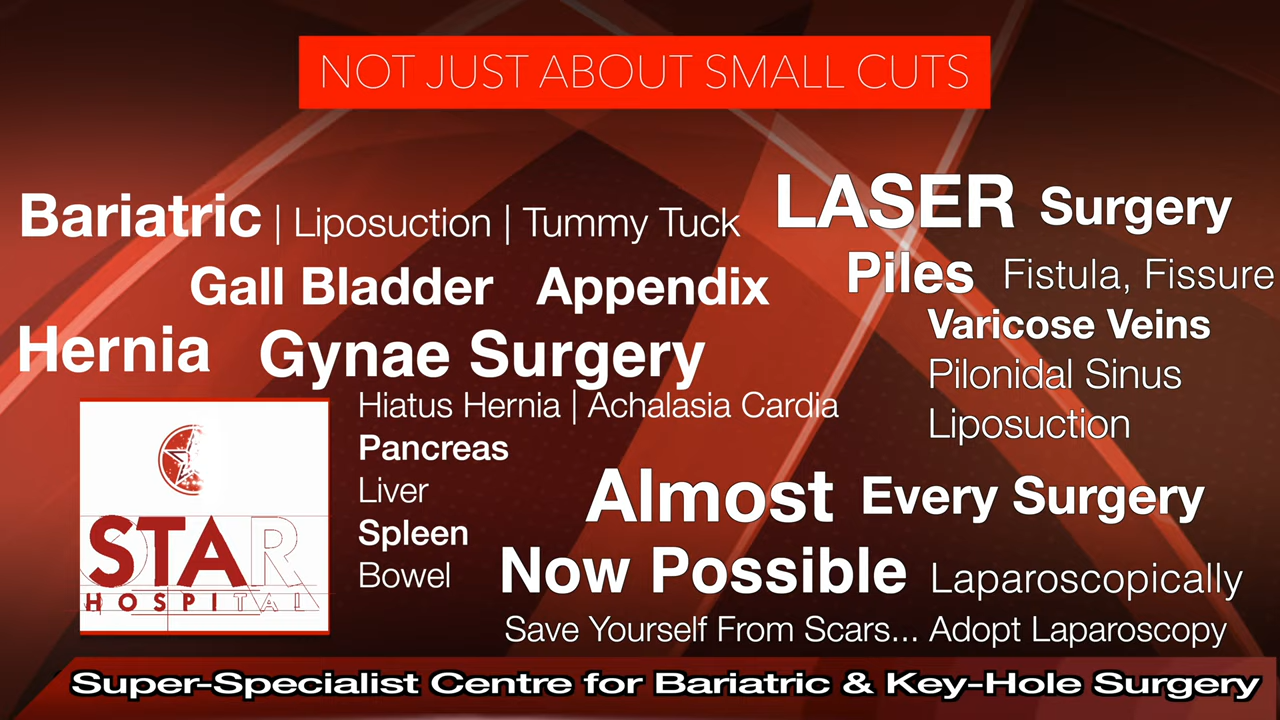 NOT JUST ABOUT SMALL CUTS
Bariatric | Liposuction | Tummy Tuck
Gall Bladder Appendix
Hernia Gynae Surgery
Hiatus Hernia | Achalasia Cardia
Pancreas
Liver
Spleen
Bowel
LASER Surgery
Piles Fistula, Fissure
Varicose Veins
Pilonidal Sinus
Liposuction
Almost Every Surgery
Now Possible Laparoscopically
Save Yourself From Scars... Adopt Laparoscopy
STAR
HOSPITAL
Super-Specialist Centre for Bariatric & Key-Hole Surgery